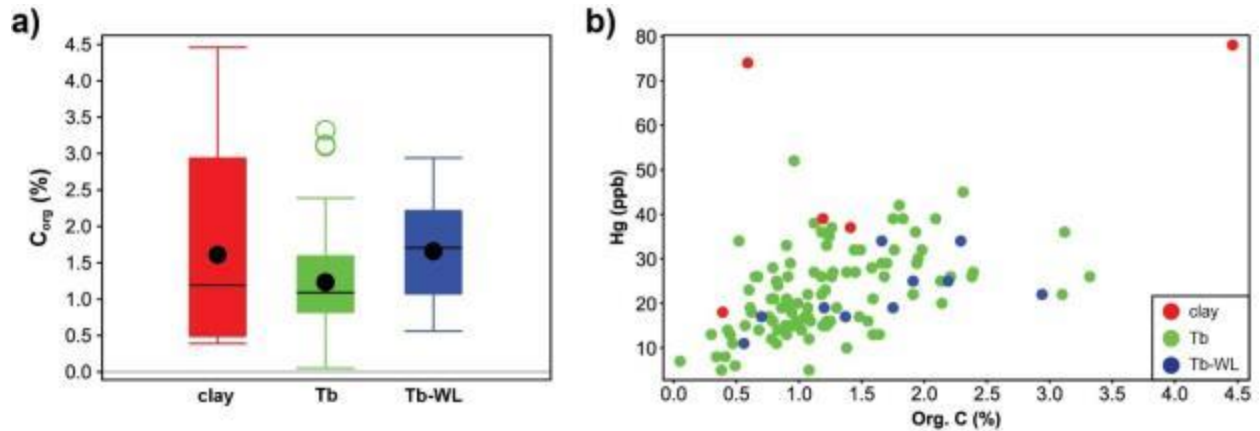 a)
4.5
4.0
3.5
3.0
2.5
2.0
1.5
1.0
0.5
0.0
Corg (%)
clay Tb Tb-WL
b)
80
70
60
50
40
30
20
10
Hg (ppb)
clay
Tb
Tb-WL
0.0 0.5 1.0 1.5 2.0 2.5 3.0 3.5 4.0 4.5
Org. C (%)